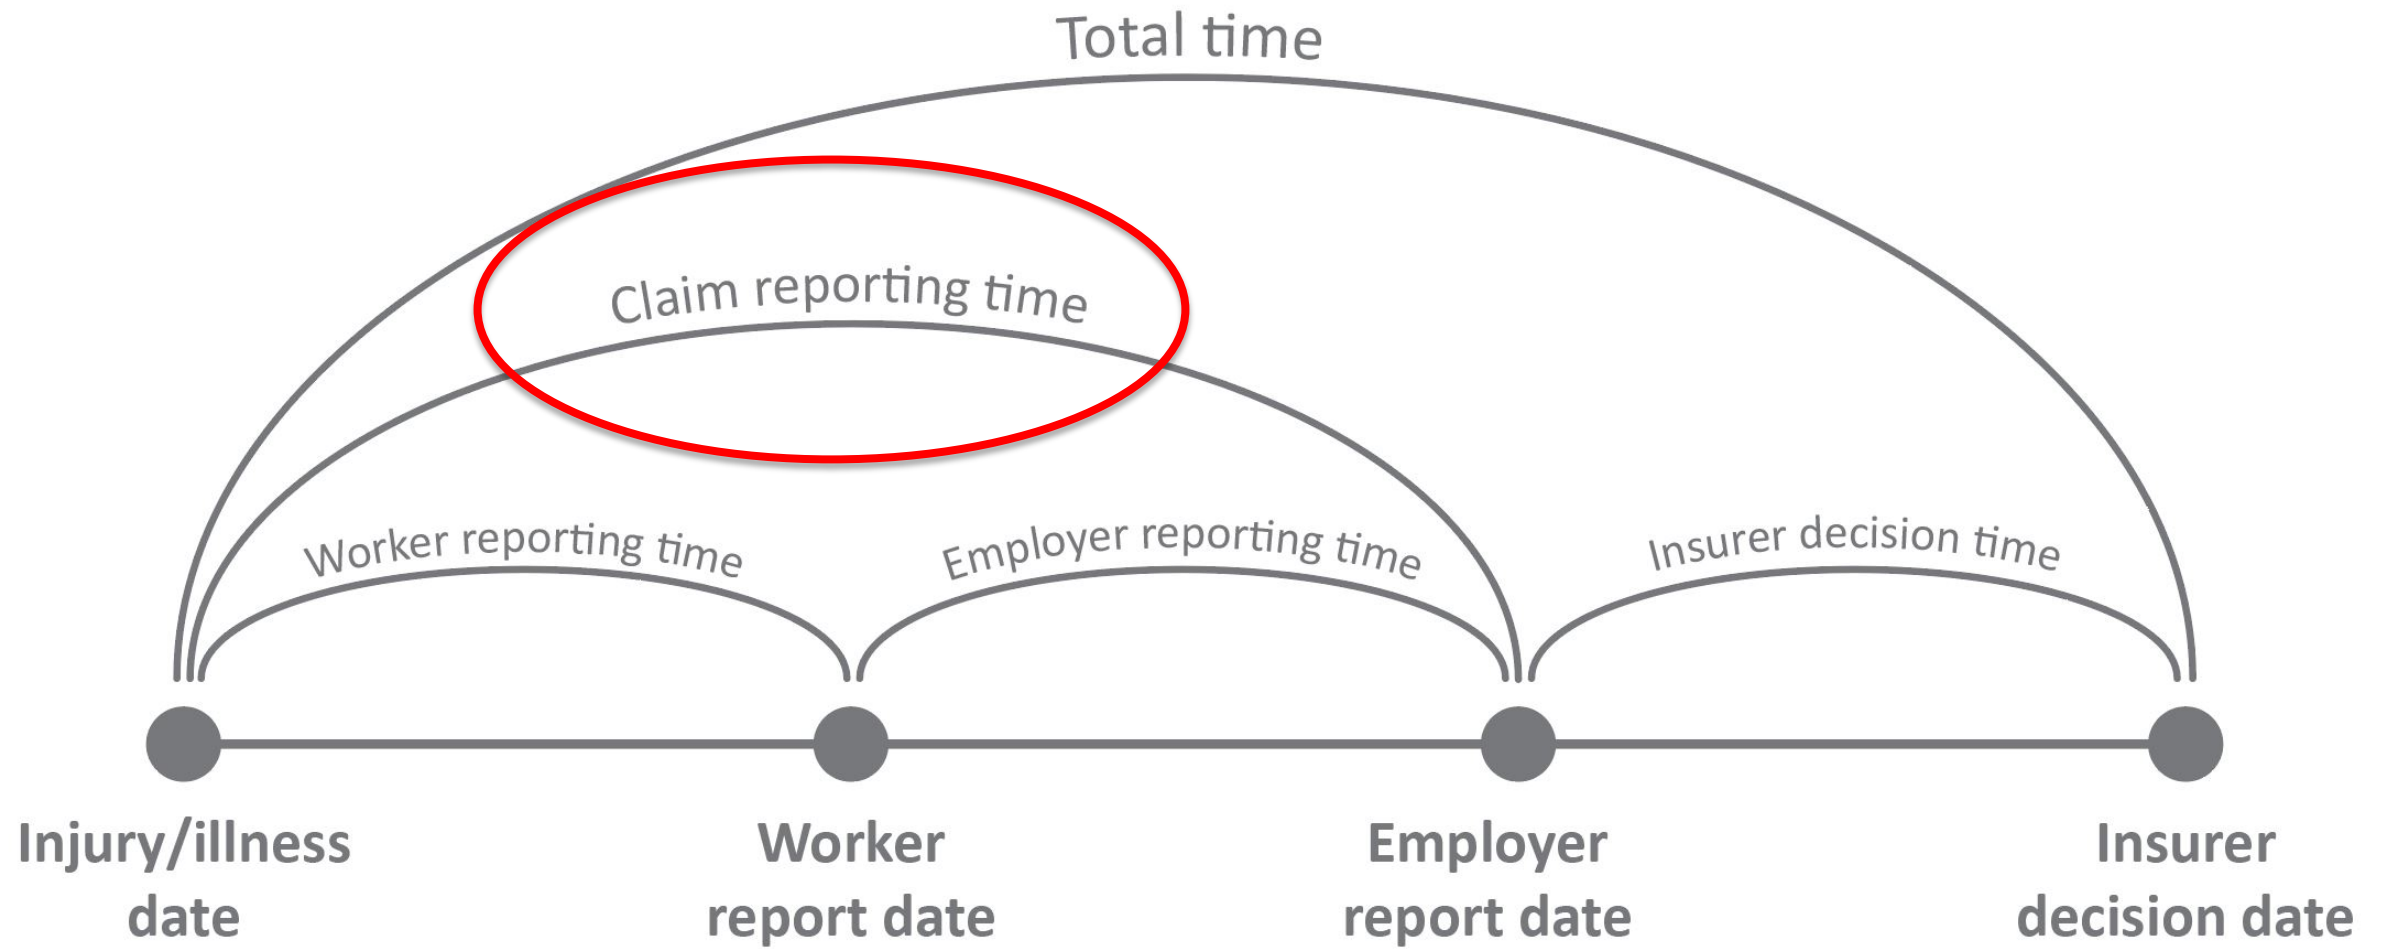 Total time
Claim reporting time
Worker reporting time
Employer reporting time
Insurer decision time
Injury/illness
date
Worker
report date
Employer
report date
Insurer
decision date